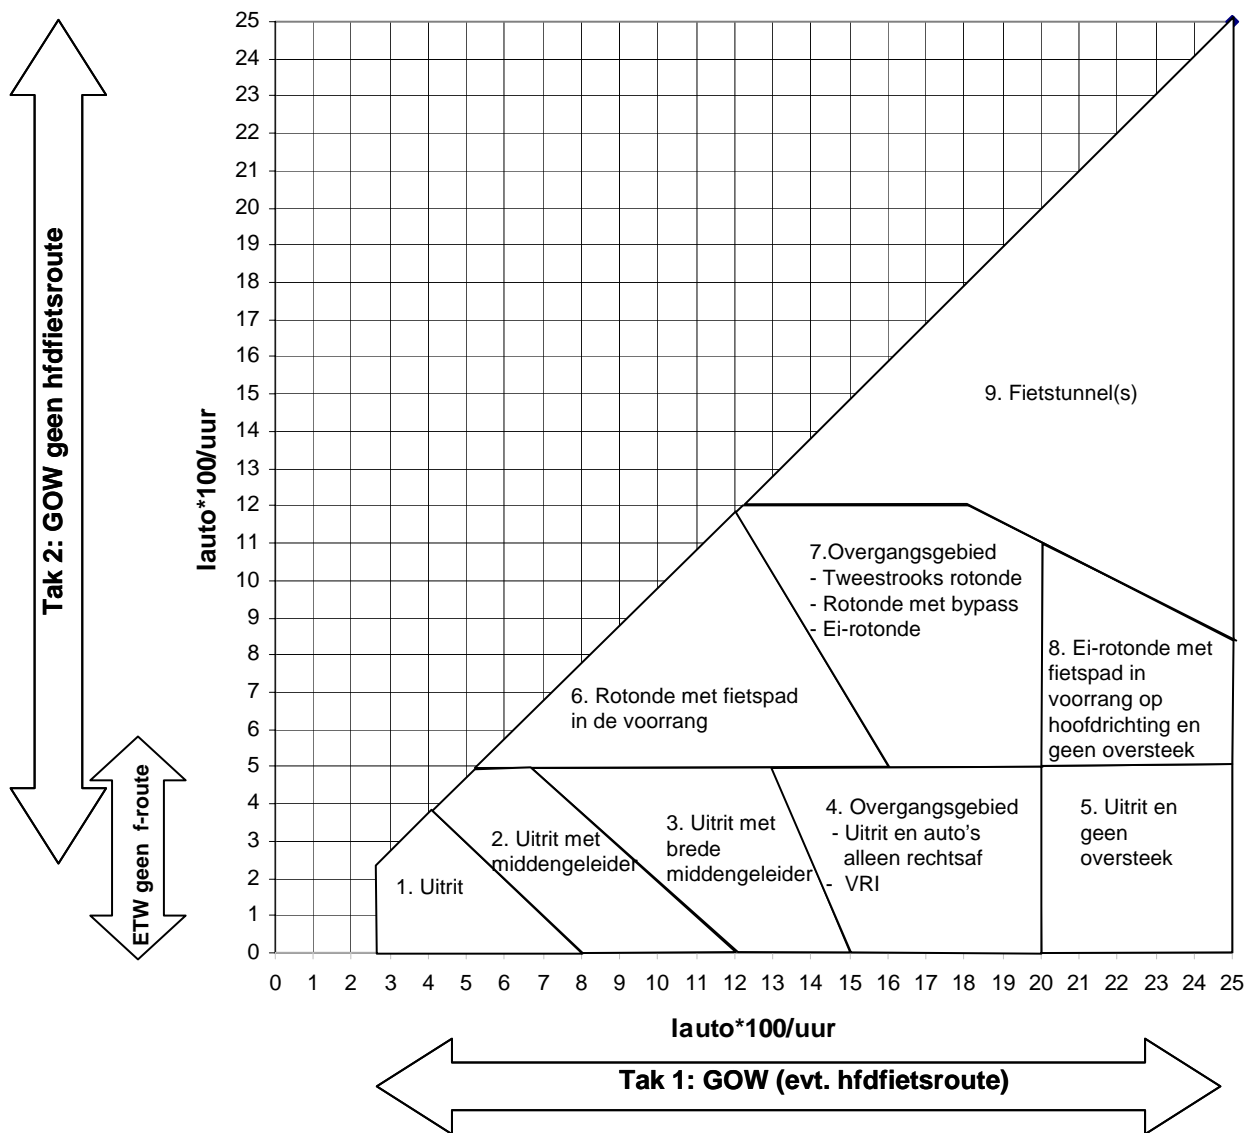 25
24
23
22
21
20
19
18
17
16
15
14
13
12
11
10
9
8
7
6
5
4
3
2
1
0
Tak 2: GOW geen hfdfietsroute
ETW geen f-route
Iauto*100/uur
9. Fietstunnel(s)
7.Overgangsgebied
- Tweestrooks rotonde
- Rotonde met bypass
- Ei-rotonde
8. Ei-rotonde met
fietspad in
voorrang op
hoofdrichting en
geen oversteek
6. Rotonde met fietspad
in de voorrang
1. Uitrit
2. Uitrit met
middengeleider
3. Uitrit met
brede
middengeleider
4. Overgangsgebied
- Uitrit en auto's
alleen rechtsaf
- VRI
5. Uitrit en
geen
oversteek
0 1 2 3 4 5 6 7 8 9 10 11 12 13 14 15 16 17 18 19 20 21 22 23 24 25
Iauto*100/uur
Tak 1: GOW (evt. hfdfietsroute)